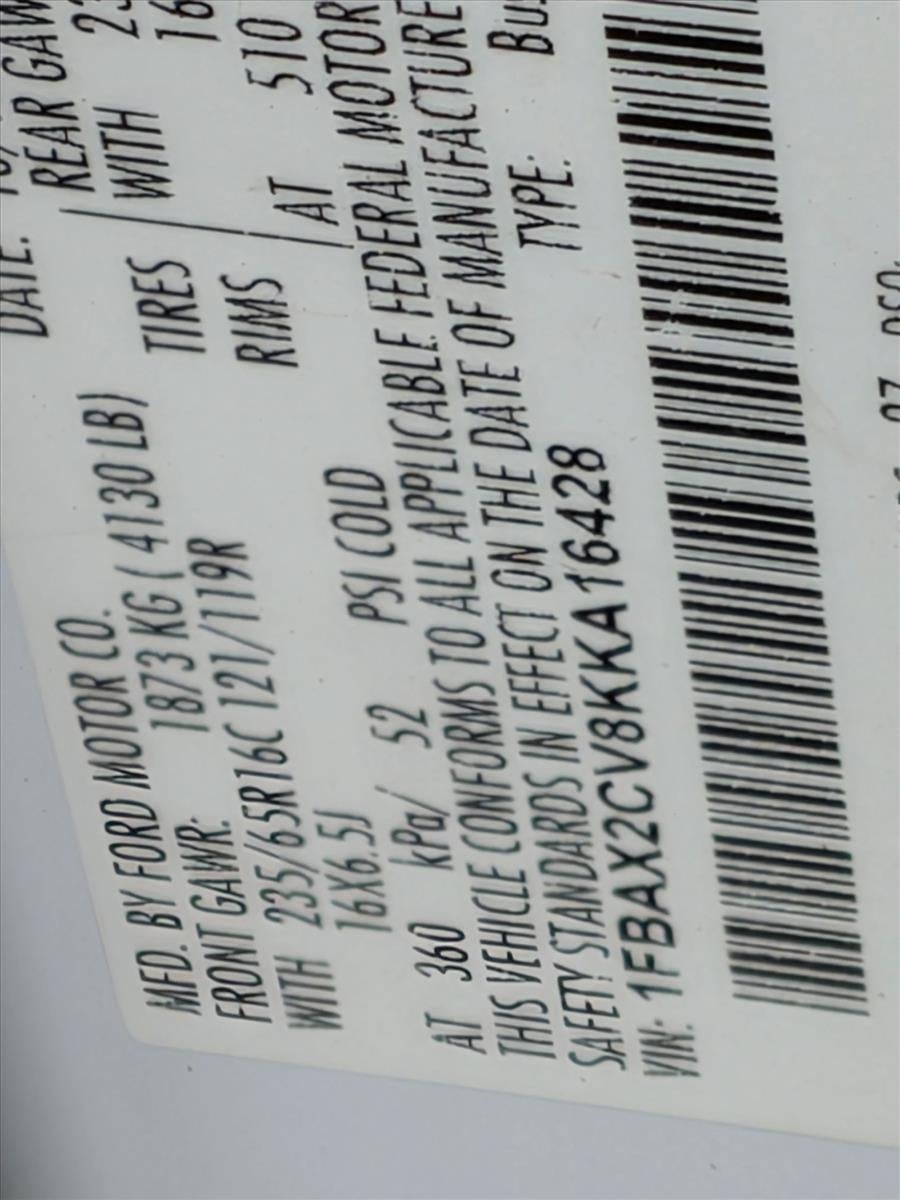 MFD. BY FORD MOTOR CO. DATE:
FRONT GAWR: 1873 KG ( 4130 LB) REAR GAW
WITH 235/65R16C 121/119R TIRES WITH
16X6.5J RIMS
AT 360 kPa/ 52 PSI COLD AT 510
THIS VEHICLE CONFORMS TO ALL APPLICABLE FEDERAL MOTOR
SAFETY STANDARDS IN EFFECT ON THE DATE OF MANUFACTURE
VIN: 1FBAX2CV8KKA16428 TYPE: